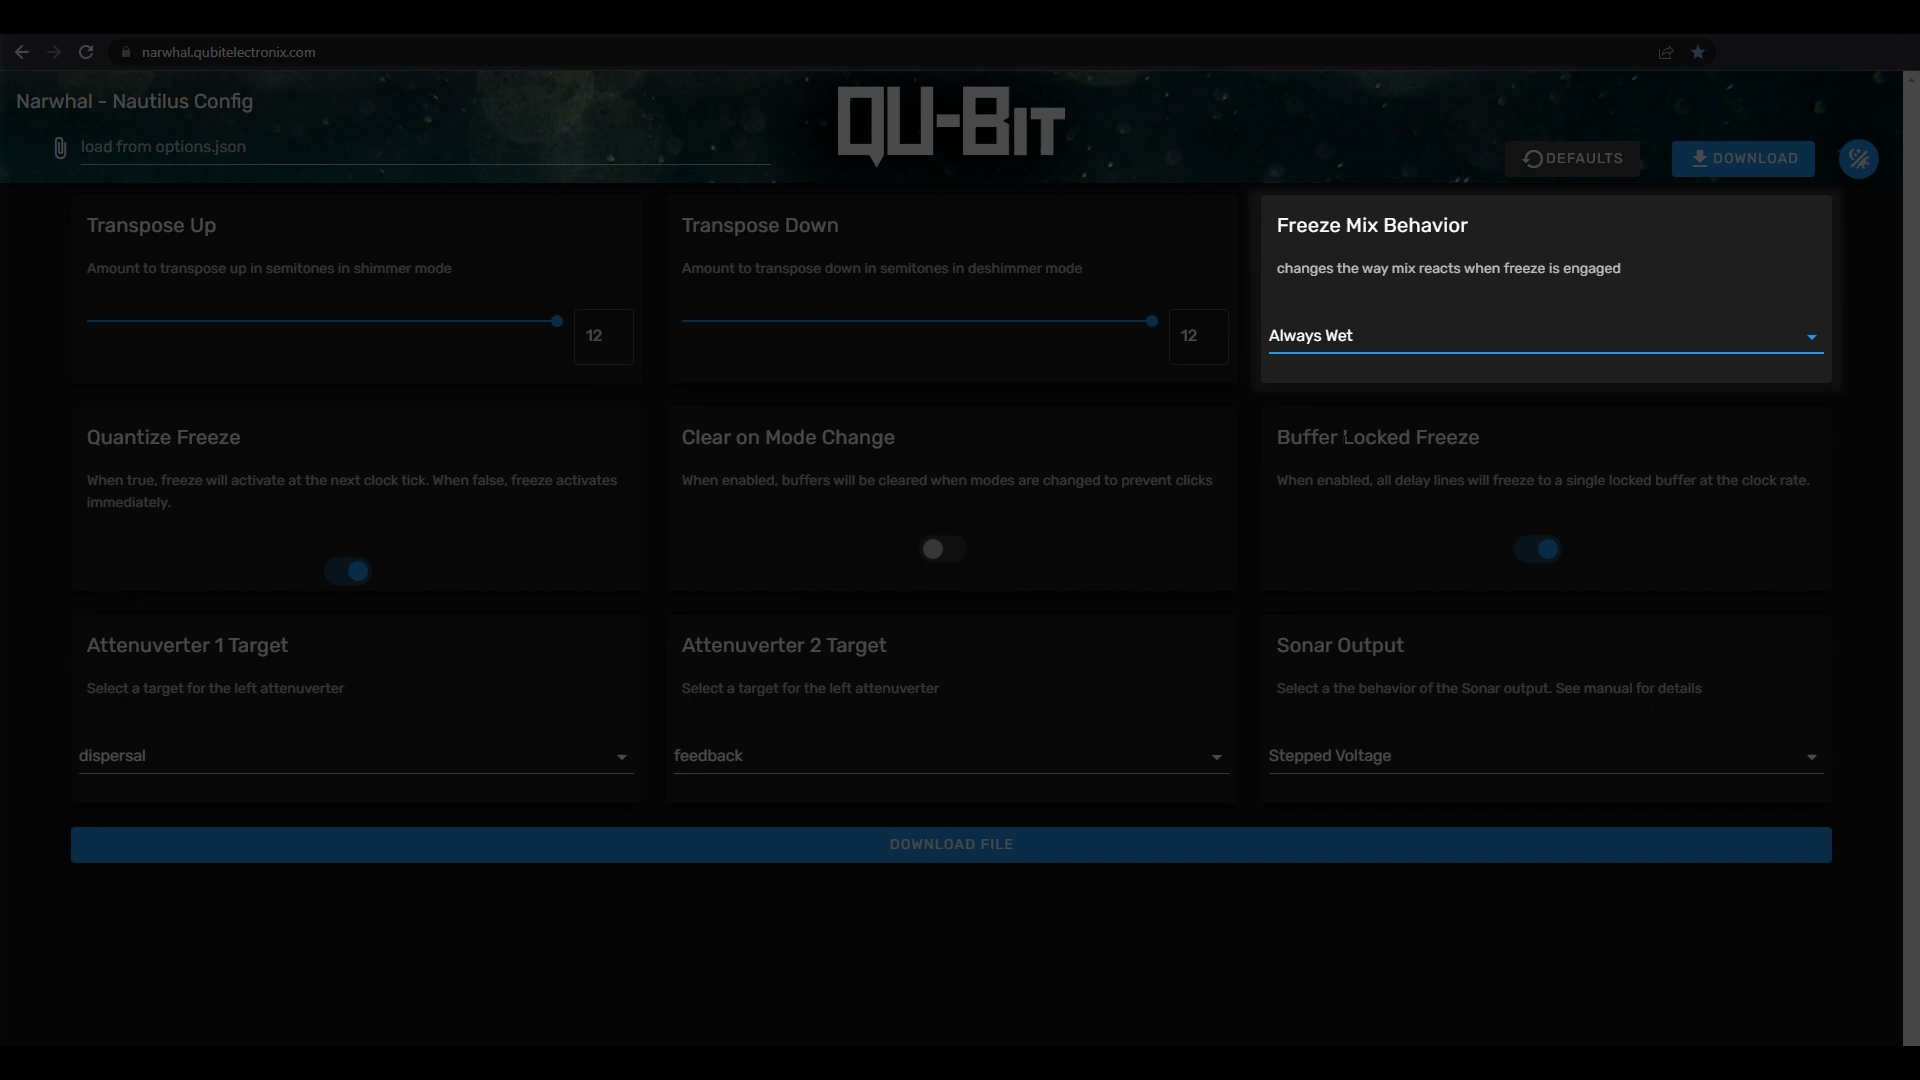 narwhal.qubitelectronix.com
Narwhal - Nautilus Config
QU-BIT
load from options.json
DEFAULTS
DOWNLOAD
Transpose Up
Amount to transpose up in semitones in shimmer mode
12
Transpose Down
Amount to transpose down in semitones in deshimmer mode
12
Freeze Mix Behavior
changes the way mix reacts when freeze is engaged
Always Wet
Quantize Freeze
When true, freeze will activate at the next clock tick. When false, freeze activates
immediately.
Clear on Mode Change
When enabled, buffers will be cleared when modes are changed to prevent clicks
Buffer Locked Freeze
When enabled, all delay lines will freeze to a single locked buffer at the clock rate.
Attenuverter 1 Target
Select a target for the left attenuverter
dispersal
Attenuverter 2 Target
Select a target for the left attenuverter
feedback
Sonar Output
Select a the behavior of the Sonar output. See manual for details
Stepped Voltage
DOWNLOAD FILE